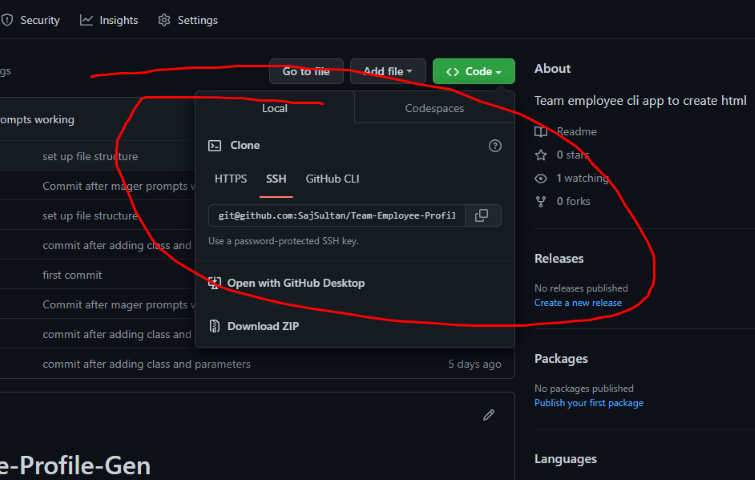 Security Insights Settings
gs
Go to file Add file Code
ompts working
set up file structure
Commit after mager prompts w
set up file structure
commit after adding class and
first commit
Commit after mager prompts w
commit after adding class and
commit after adding class and parameters 5 days ago
Local Codespaces
Clone
HTTPS SSH GitHub CLI
git@github.com:SajSultan/Team-Employee-Profil
Use a password-protected SSH key.
Open with GitHub Desktop
Download ZIP
e-Profile-Gen
About
Team employee cli app to create html
Readme
0 stars
1 watching
0 forks
Releases
No releases published
Create a new release
Packages
No packages published
Publish your first package
Languages